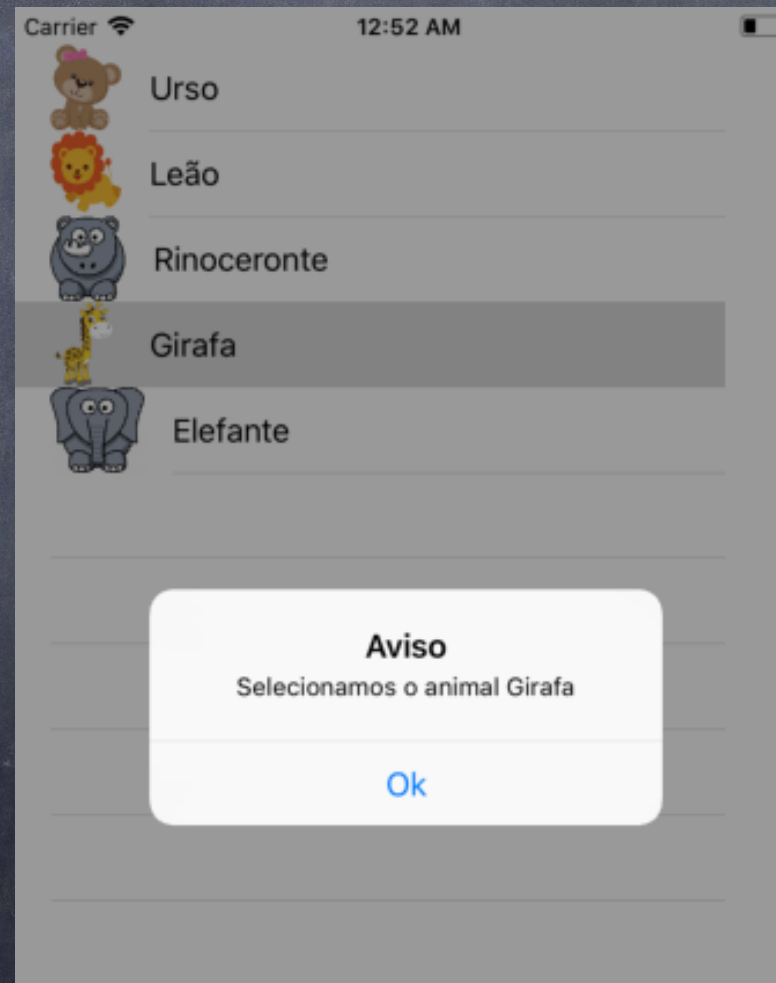 Carrier
12:52 AM
Urso
Leão
Rinoceronte
Girafa
Elefante
Aviso
Selecionamos o animal Girafa
Ok